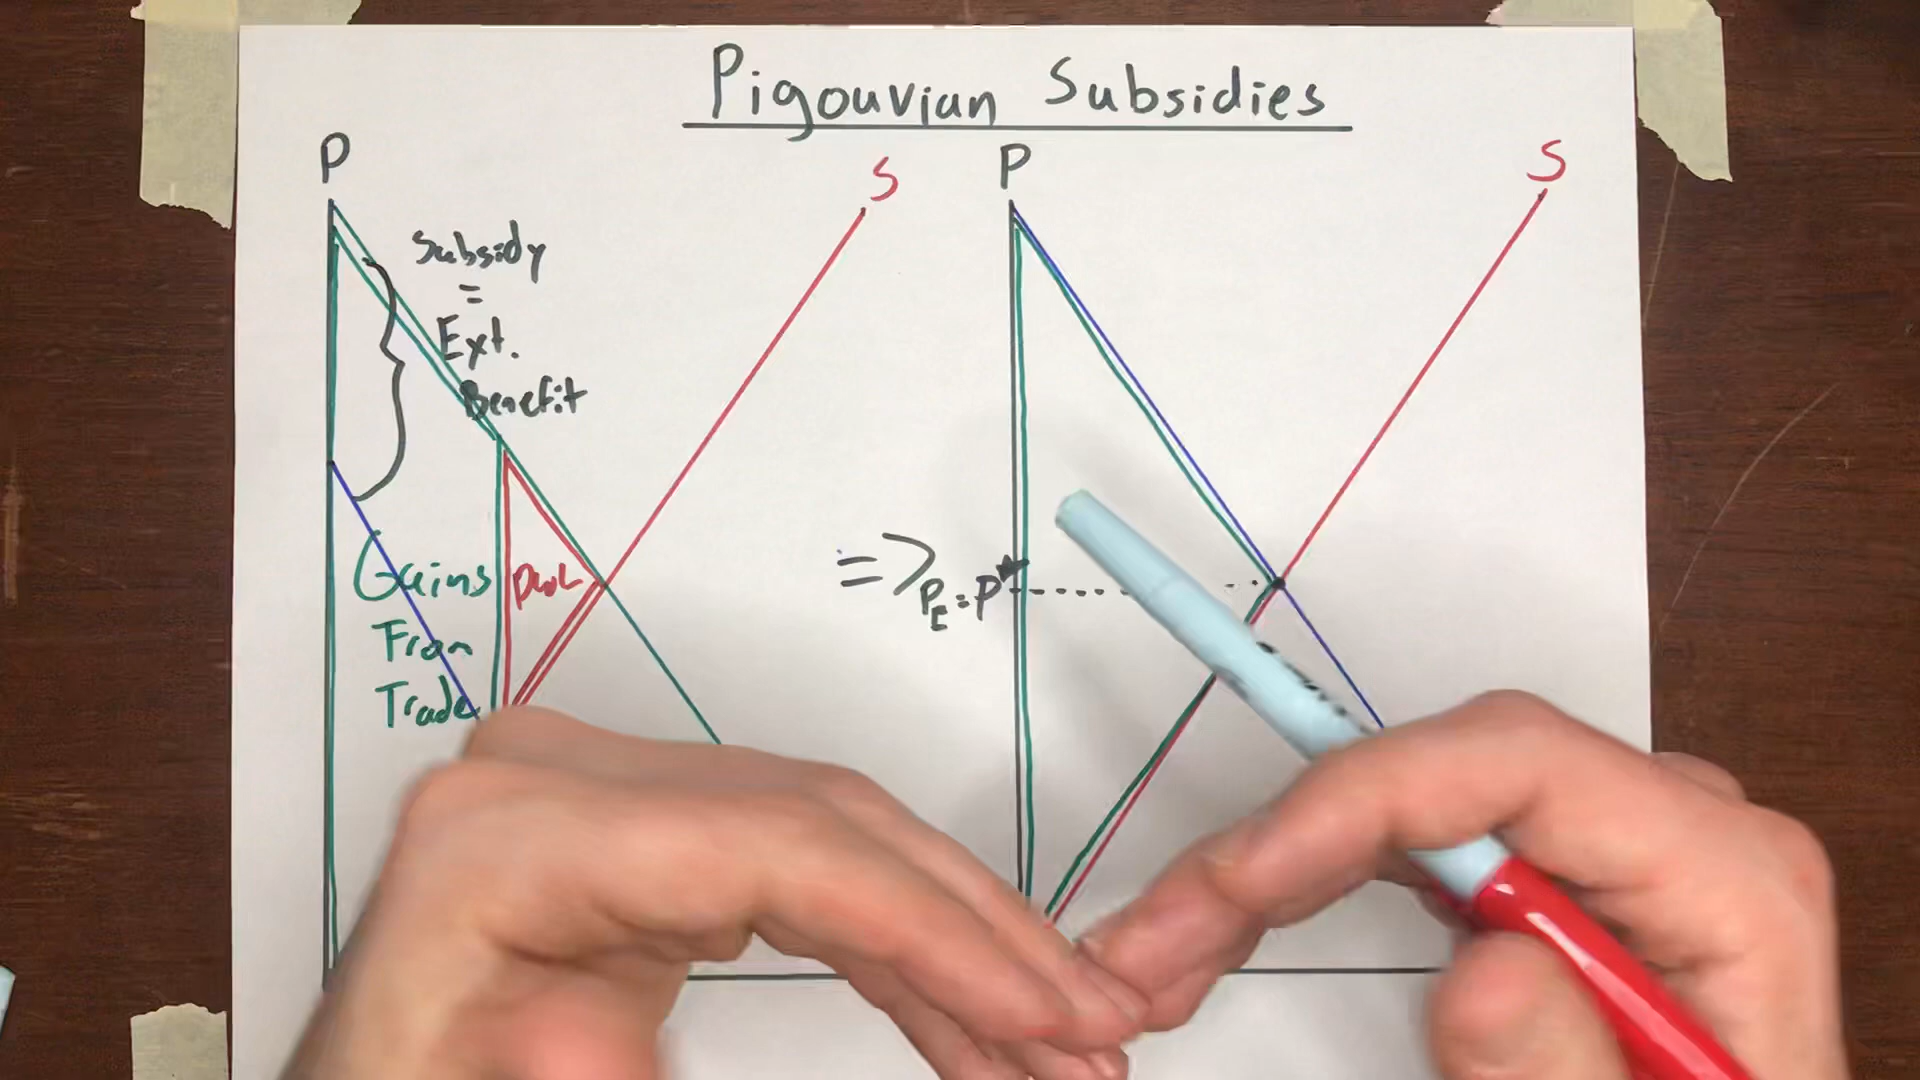 Pigouvian Subsidies
P
S
Subsidy
=
Ext.
Benefit
Gains
From
Trade
DWL
=>
P
S
P_E = P*